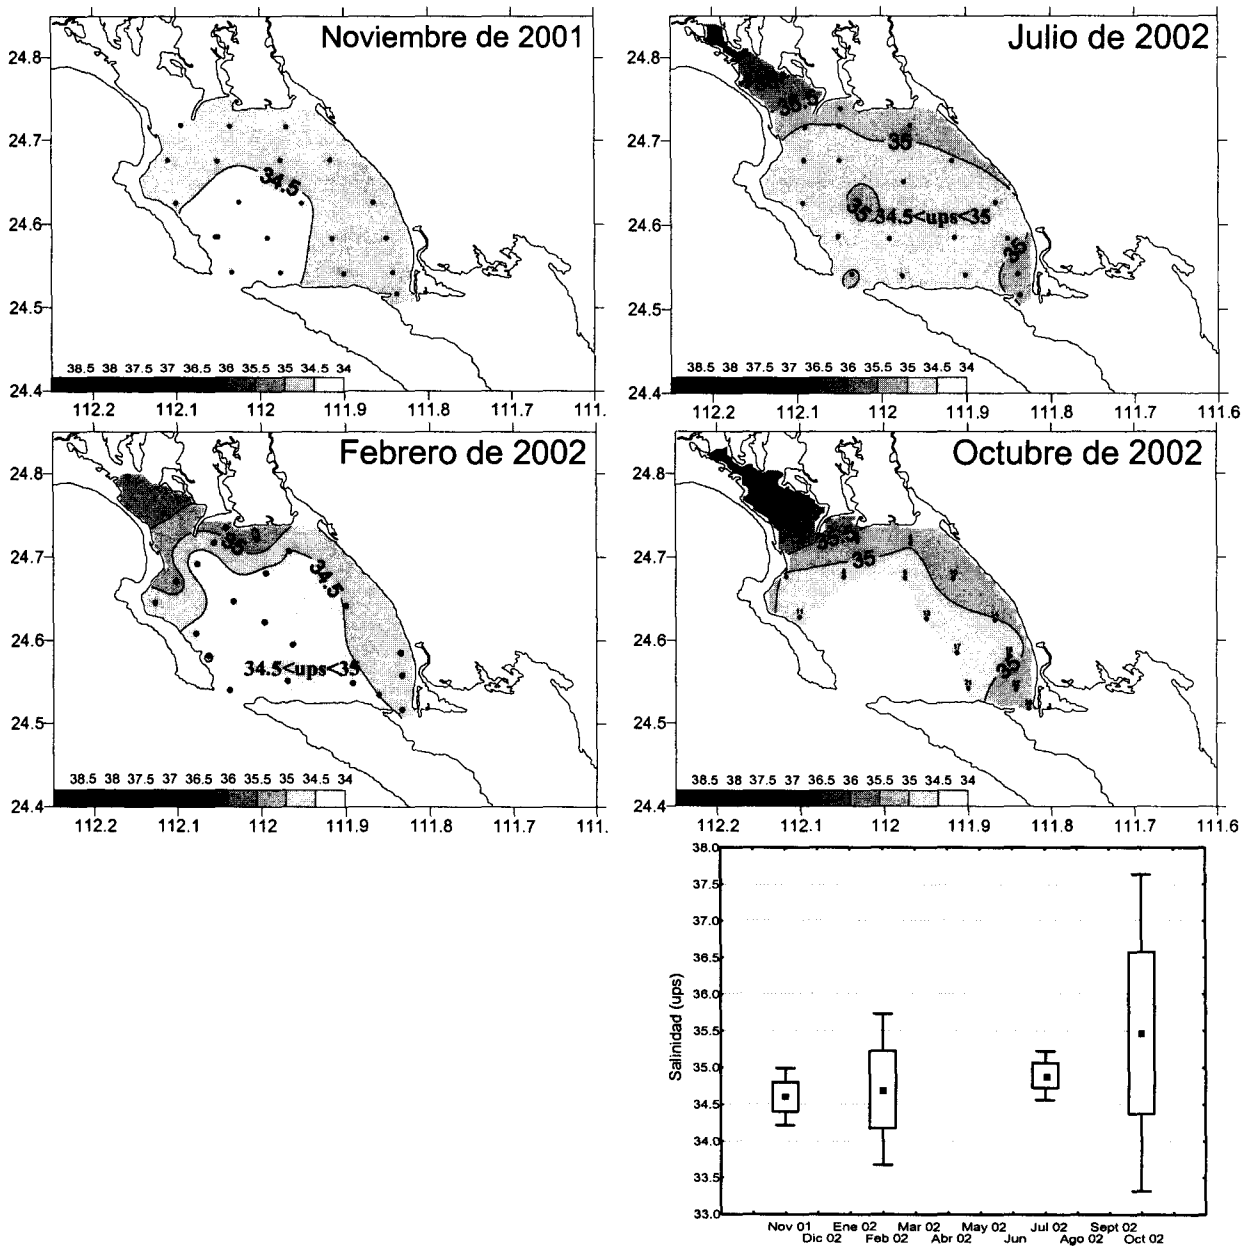 Noviembre de 2001
24.8
24.7
24.6
24.5
24.4
34.5
38.5 38 37.5 37 36.5 36 35.5 35 34.5 34
112.2 112.1 112 111.9 111.8 111.7 111.
Julio de 2002
24.8
24.7
24.6
24.5
24.4
35.5
35
35
34.5<ups<35
35
38.5 38 37.5 37 36.5 36 35.5 35 34.5 34
112.2 112.1 112 111.9 111.8 111.7 111.6
Febrero de 2002
24.8
24.7
24.6
24.5
24.4
35
34.5
34.5<ups<35
38.5 38 37.5 37 36.5 36 35.5 35 34.5 34
112.2 112.1 112 111.9 111.8 111.7 111.
Octubre de 2002
24.8
24.7
24.6
24.5
24.4
35.5
35
35
38.5 38 37.5 37 36.5 36 35.5 35 34.5 34
112.2 112.1 112 111.9 111.8 111.7 111.6
Salinidad (ups)
38.0
37.5
37.0
36.5
36.0
35.5
35.0
34.5
34.0
33.5
33.0
Nov 01 Ene 02 Mar 02 May 02 Jul 02 Sept 02
Dic 02 Feb 02 Abr 02 Jun Ago 02 Oct 02